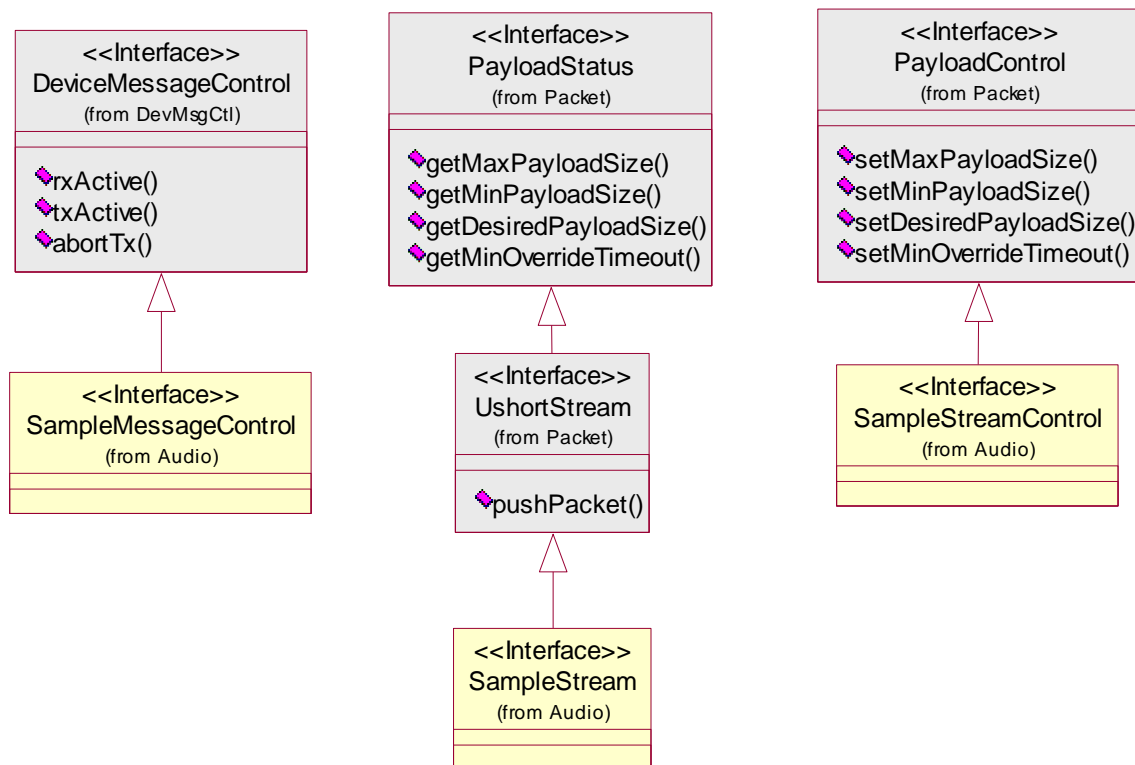 <<Interface>>
DeviceMessageControl
(from DevMsgCtl)
rxActive()
txActive()
abortTx()
<<Interface>>
SampleMessageControl
(from Audio)
<<Interface>>
PayloadStatus
(from Packet)
getMaxPayloadSize()
getMinPayloadSize()
getDesiredPayloadSize()
getMinOverrideTimeout()
<<Interface>>
UshortStream
(from Packet)
pushPacket()
<<Interface>>
SampleStream
(from Audio)
<<Interface>>
PayloadControl
(from Packet)
setMaxPayloadSize()
setMinPayloadSize()
setDesiredPayloadSize()
setMinOverrideTimeout()
<<Interface>>
SampleStreamControl
(from Audio)